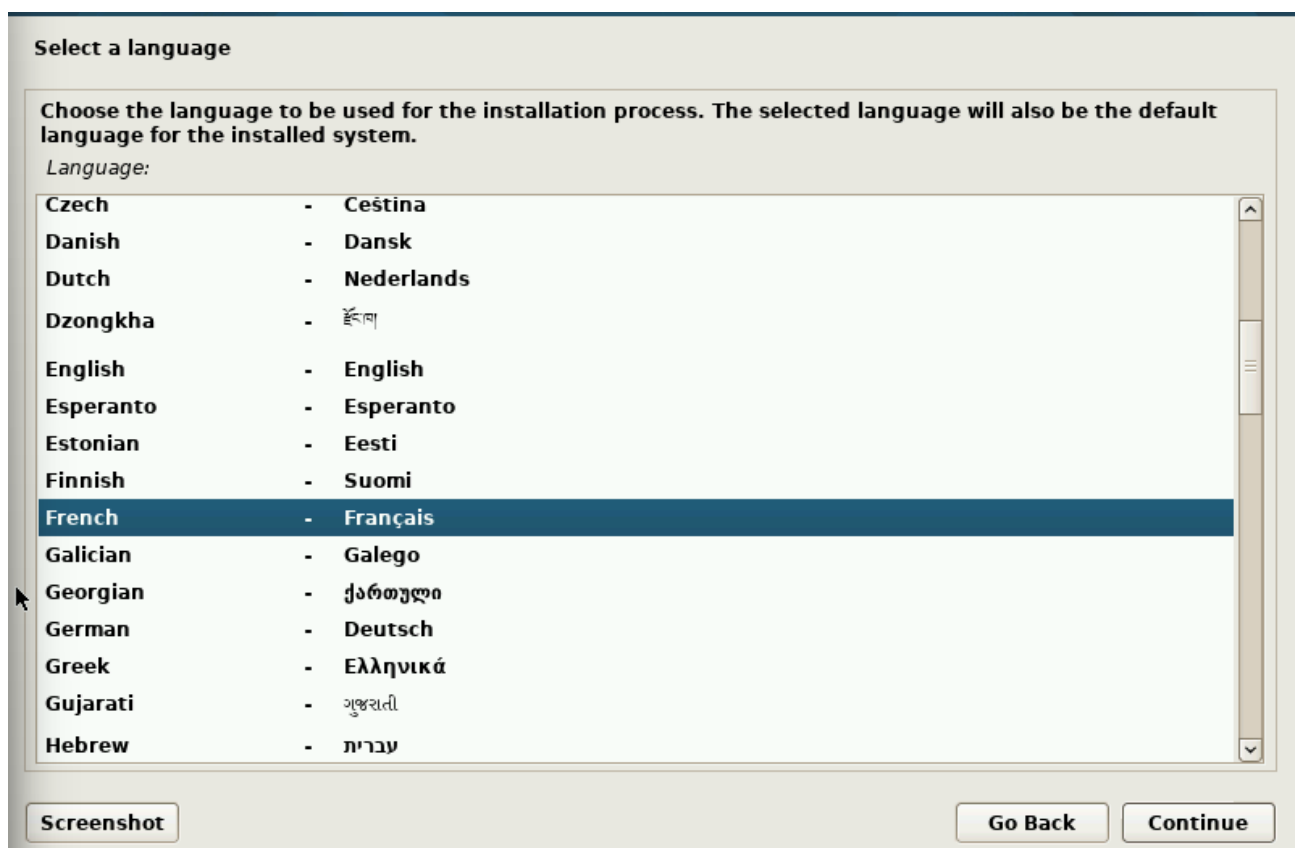 Select a language
Choose the language to be used for the installation process. The selected language will also be the default
language for the installed system.
Language:
Czech - Čeština
Danish - Dansk
Dutch - Nederlands
Dzongkha - རྫོང་ཁ།
English - English
Esperanto - Esperanto
Estonian - Eesti
Finnish - Suomi
French - Français
Galician - Galego
Georgian - ქართული
German - Deutsch
Greek - Ελληνικά
Gujarati - ગુજરાતી
Hebrew - עברית
Screenshot Go Back Continue